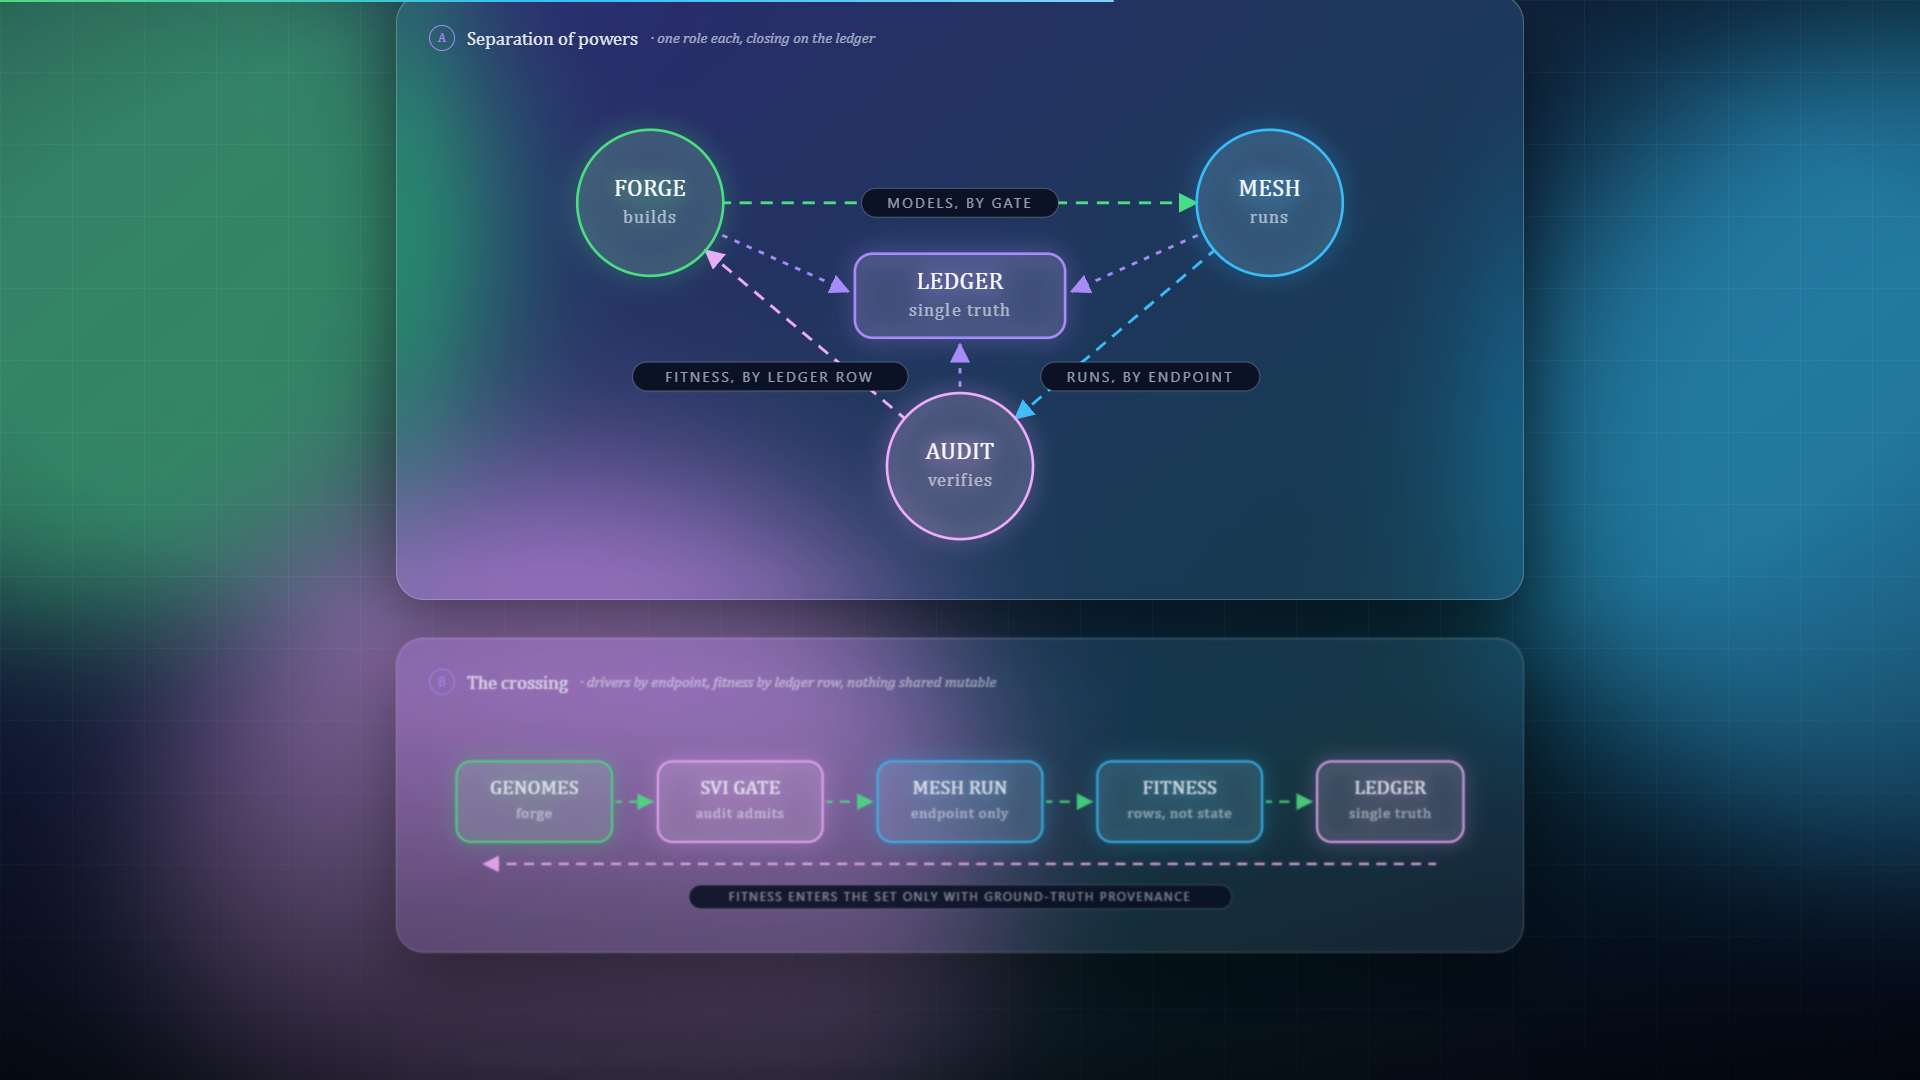 A
Separation of powers · one role each, closing on the ledger
FORGE
builds
MODELS, BY GATE
MESH
runs
LEDGER
single truth
FITNESS, BY LEDGER ROW
RUNS, BY ENDPOINT
AUDIT
verifies
B
The crossing · drivers by endpoint, fitness by ledger row, nothing shared mutable
GENOMES
forge
SVI GATE
audit admits
MESH RUN
endpoint only
FITNESS
rows, not state
LEDGER
single truth
FITNESS ENTERS THE SET ONLY WITH GROUND-TRUTH PROVENANCE